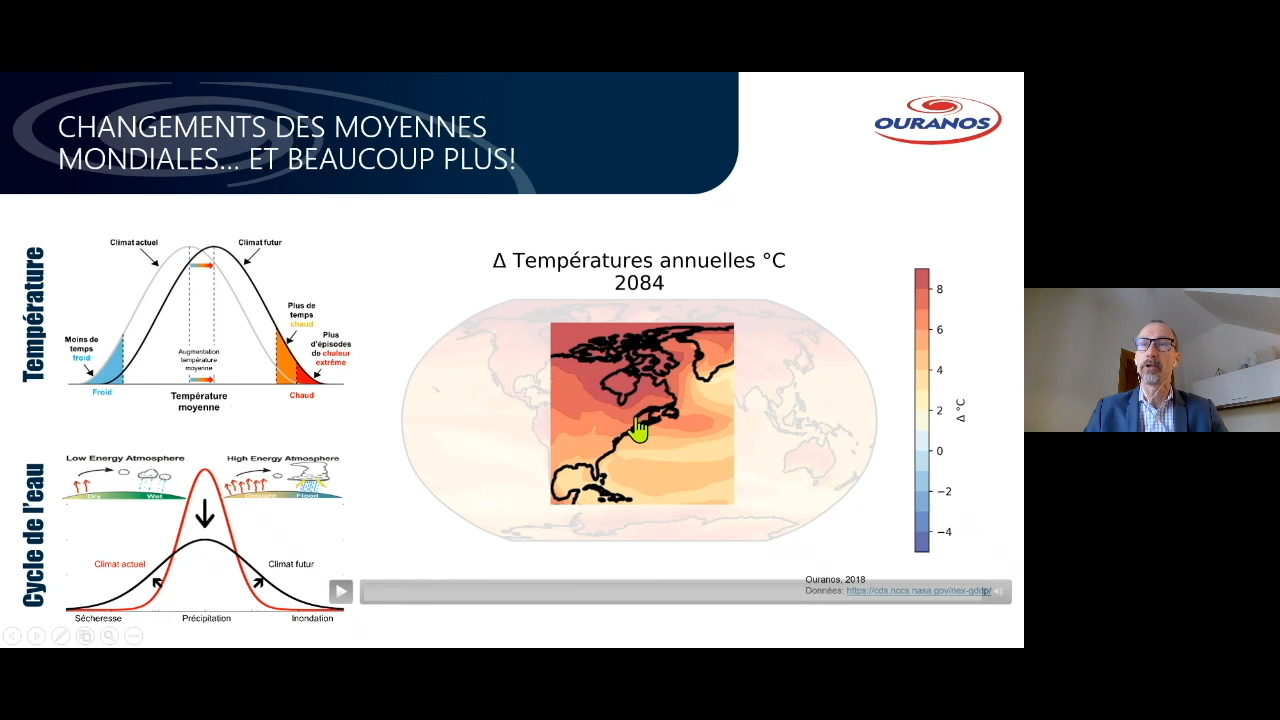 CHANGEMENTS DES MOYENNES
MONDIALES... ET BEAUCOUP PLUS!
OURANOS
Température
Climat actuel
Climat futur
Moins de
temps
froid
Plus de
temps
chaud
Plus
d'épisodes
de chaleur
extrême
Augmentation
température
moyenne
Froid
Température
moyenne
Chaud
Cycle de l'eau
Low Energy Atmosphere
High Energy Atmosphere
Dry
Wet
Drought
Flood
Climat actuel
Climat futur
Sécheresse
Précipitation
Inondation
Δ Températures annuelles °C
2084
8
6
4
2
0
−2
−4
Δ °C
Ouranos, 2018
Données: https://cds.nccs.nasa.gov/nex-gddp/